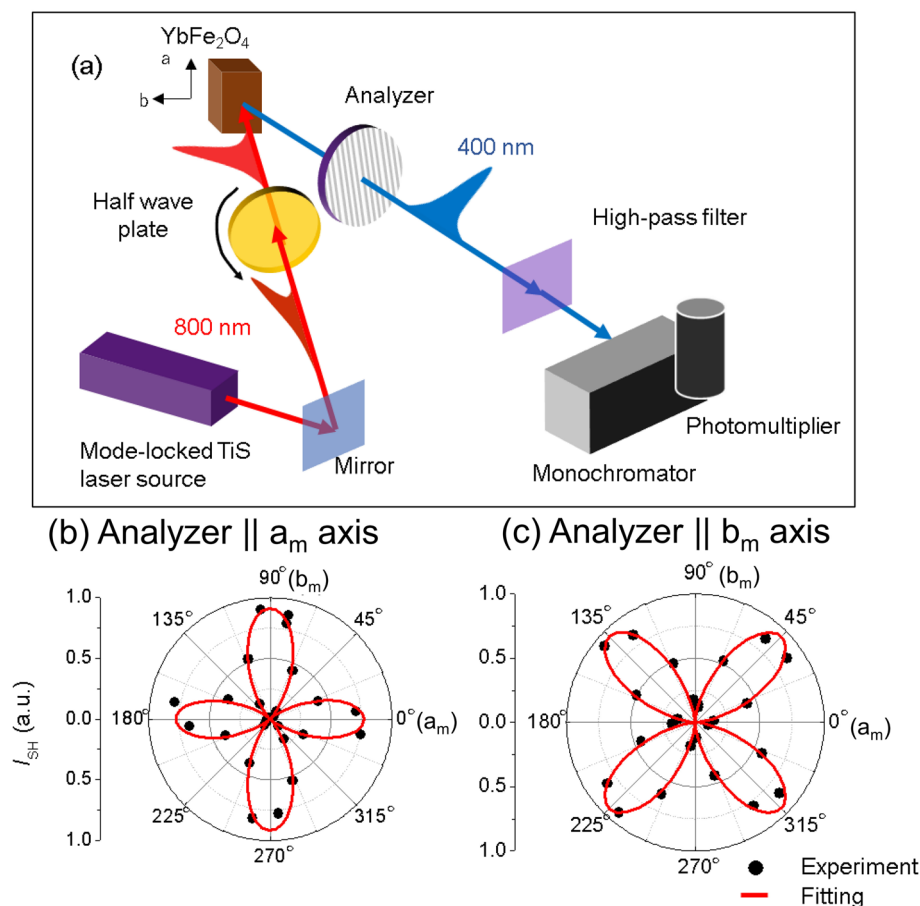 (a)
YbFe₂O₄
a
b
Analyzer
400 nm
Half wave
plate
High-pass filter
800 nm
Mode-locked TiS
laser source
Mirror
Monochromator
Photomultiplier
(b) Analyzer || aₘ axis
90° (bₘ)
135°
45°
180°
0° (aₘ)
225°
315°
270°
1.0
0.5
0.0
0.5
1.0
I_SH (a.u.)
(c) Analyzer || bₘ axis
90° (bₘ)
135°
45°
180°
0° (aₘ)
225°
315°
270°
1.0
0.5
0.0
0.5
1.0
Experiment
Fitting